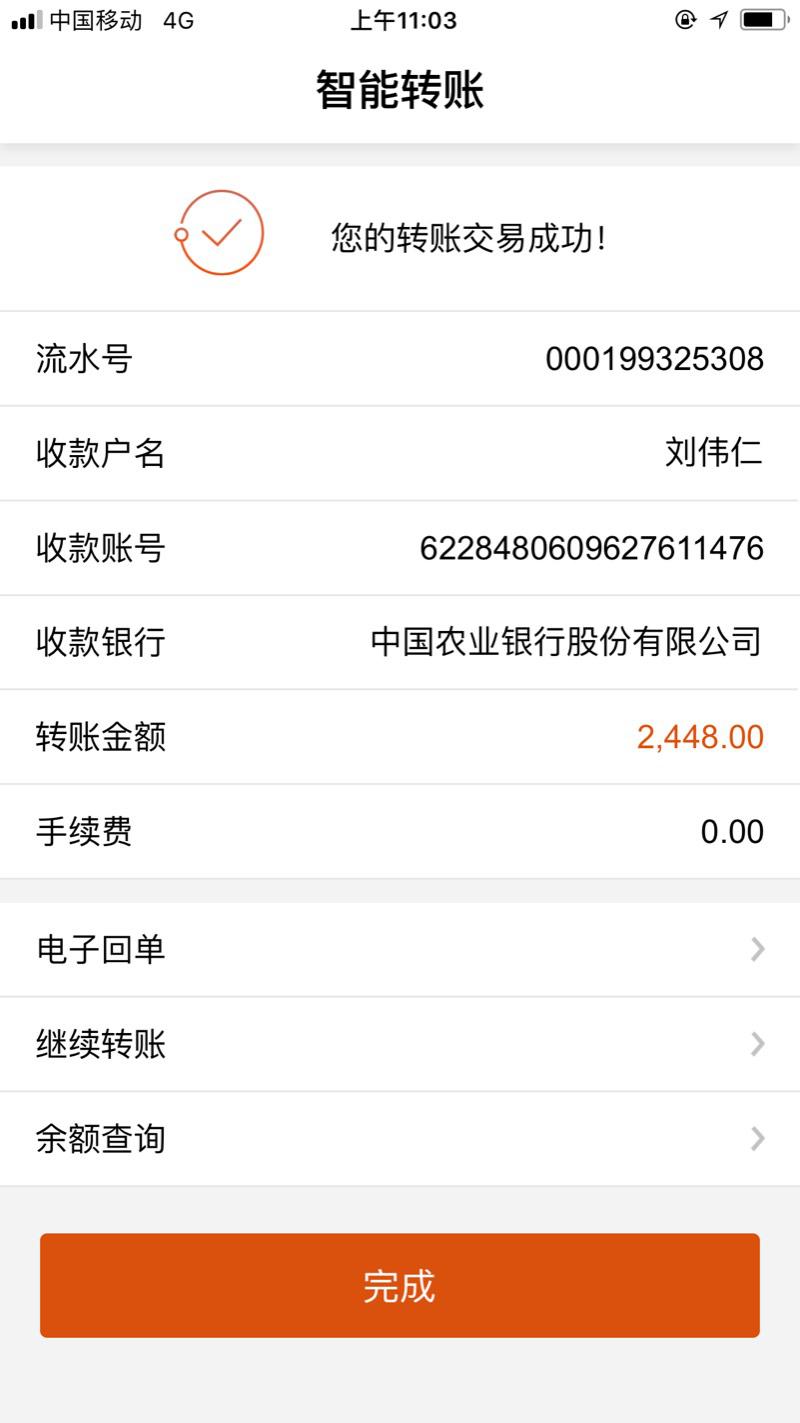 中国移动 4G 上午11:03
智能转账
您的转账交易成功!
流水号 000199325308
收款户名 刘伟仁
收款账号 6228480609627611476
收款银行 中国农业银行股份有限公司
转账金额 2,448.00
手续费 0.00
电子回单
继续转账
余额查询
完成